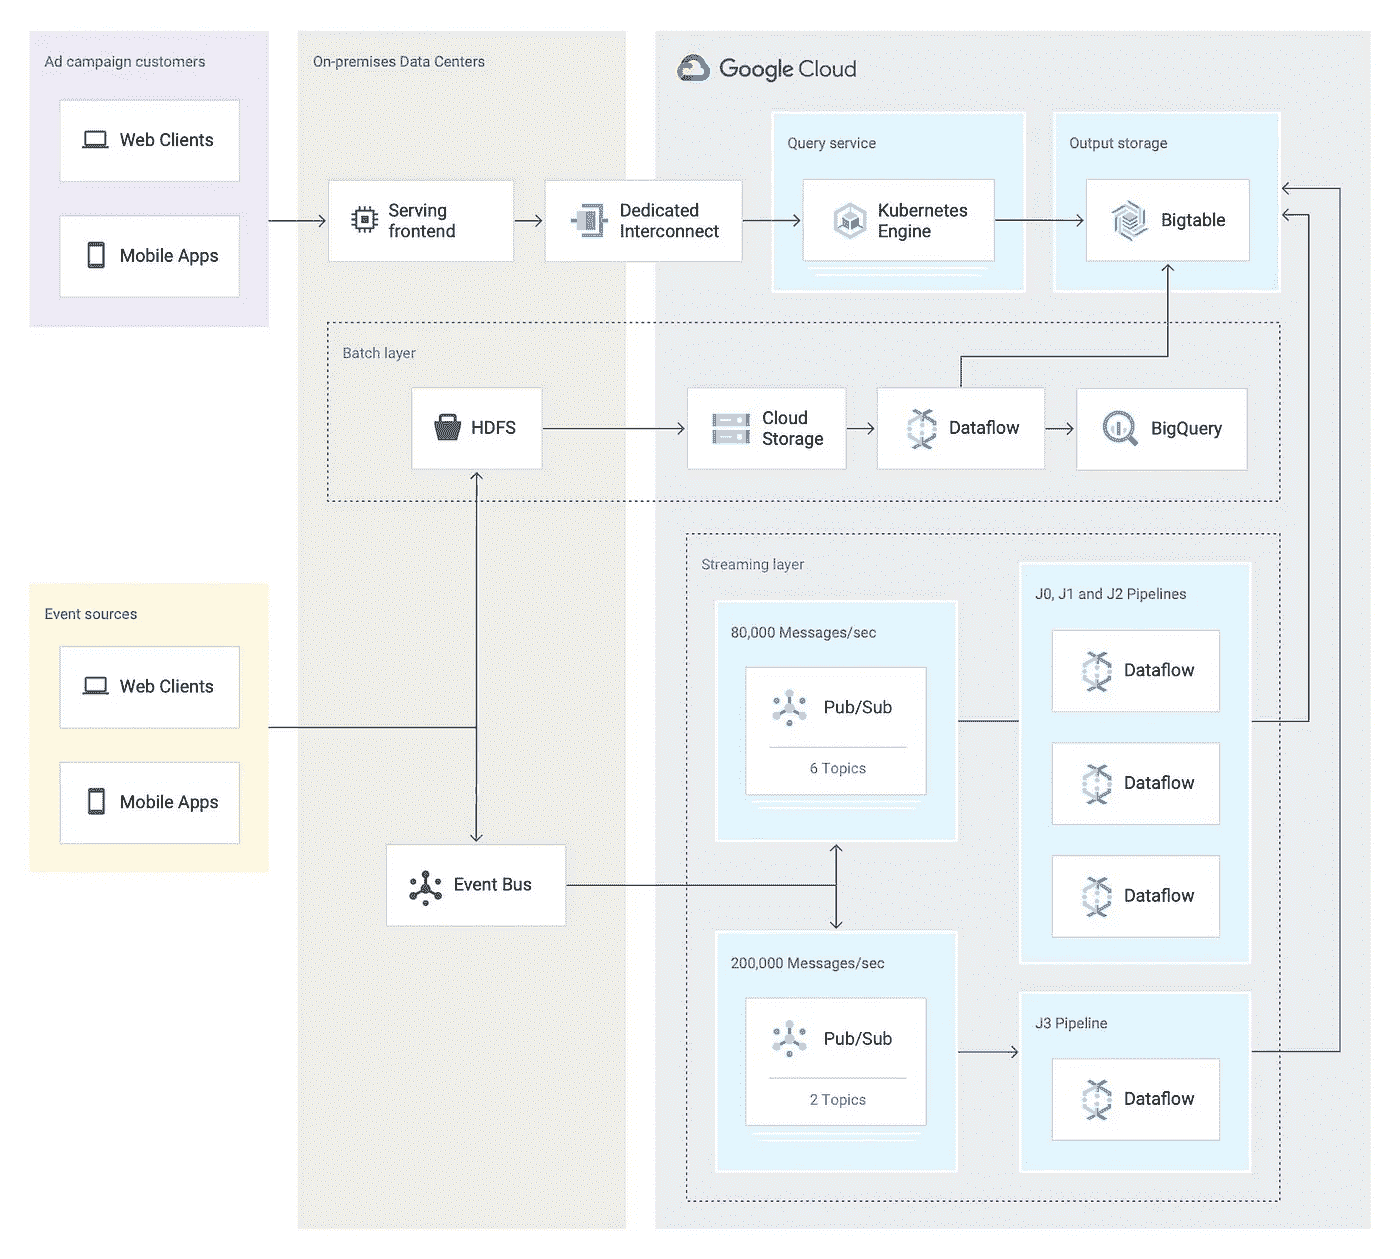 Ad campaign customers
Web Clients
Mobile Apps
On-premises Data Centers
Serving
frontend
Dedicated
Interconnect
Google Cloud
Query service
Kubernetes
Engine
Output storage
Bigtable
Batch layer
HDFS
Cloud
Storage
Dataflow
BigQuery
Event sources
Web Clients
Mobile Apps
Event Bus
Streaming layer
80,000 Messages/sec
Pub/Sub
6 Topics
J0, J1 and J2 Pipelines
Dataflow
Dataflow
Dataflow
200,000 Messages/sec
Pub/Sub
2 Topics
J3 Pipeline
Dataflow